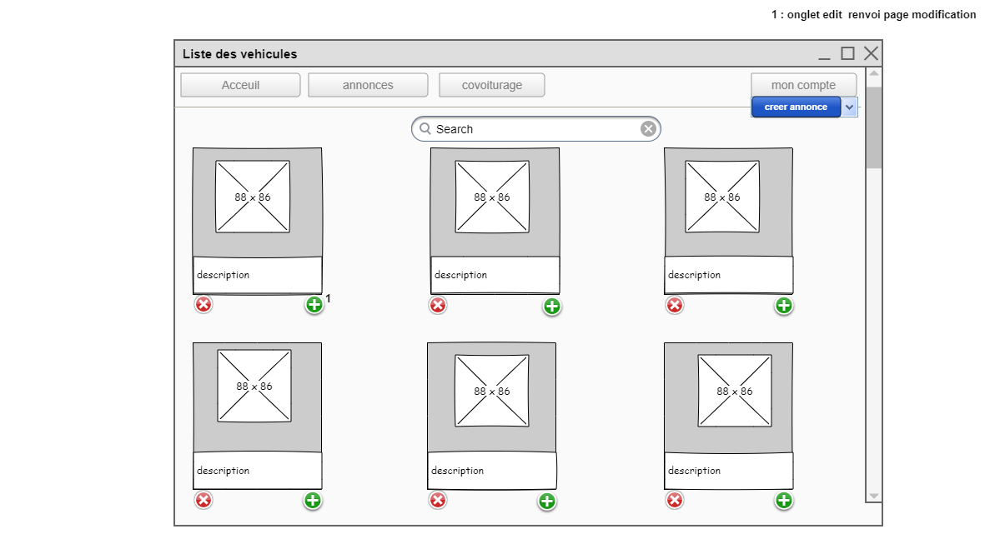 1 : onglet edit  renvoi page modification
Liste des vehicules
Acceuil
annonces
covoiturage
mon compte
creer annonce
Search
88 x 86
88 x 86
88 x 86
description
description
description
1
88 x 86
88 x 86
88 x 86
description
description
description